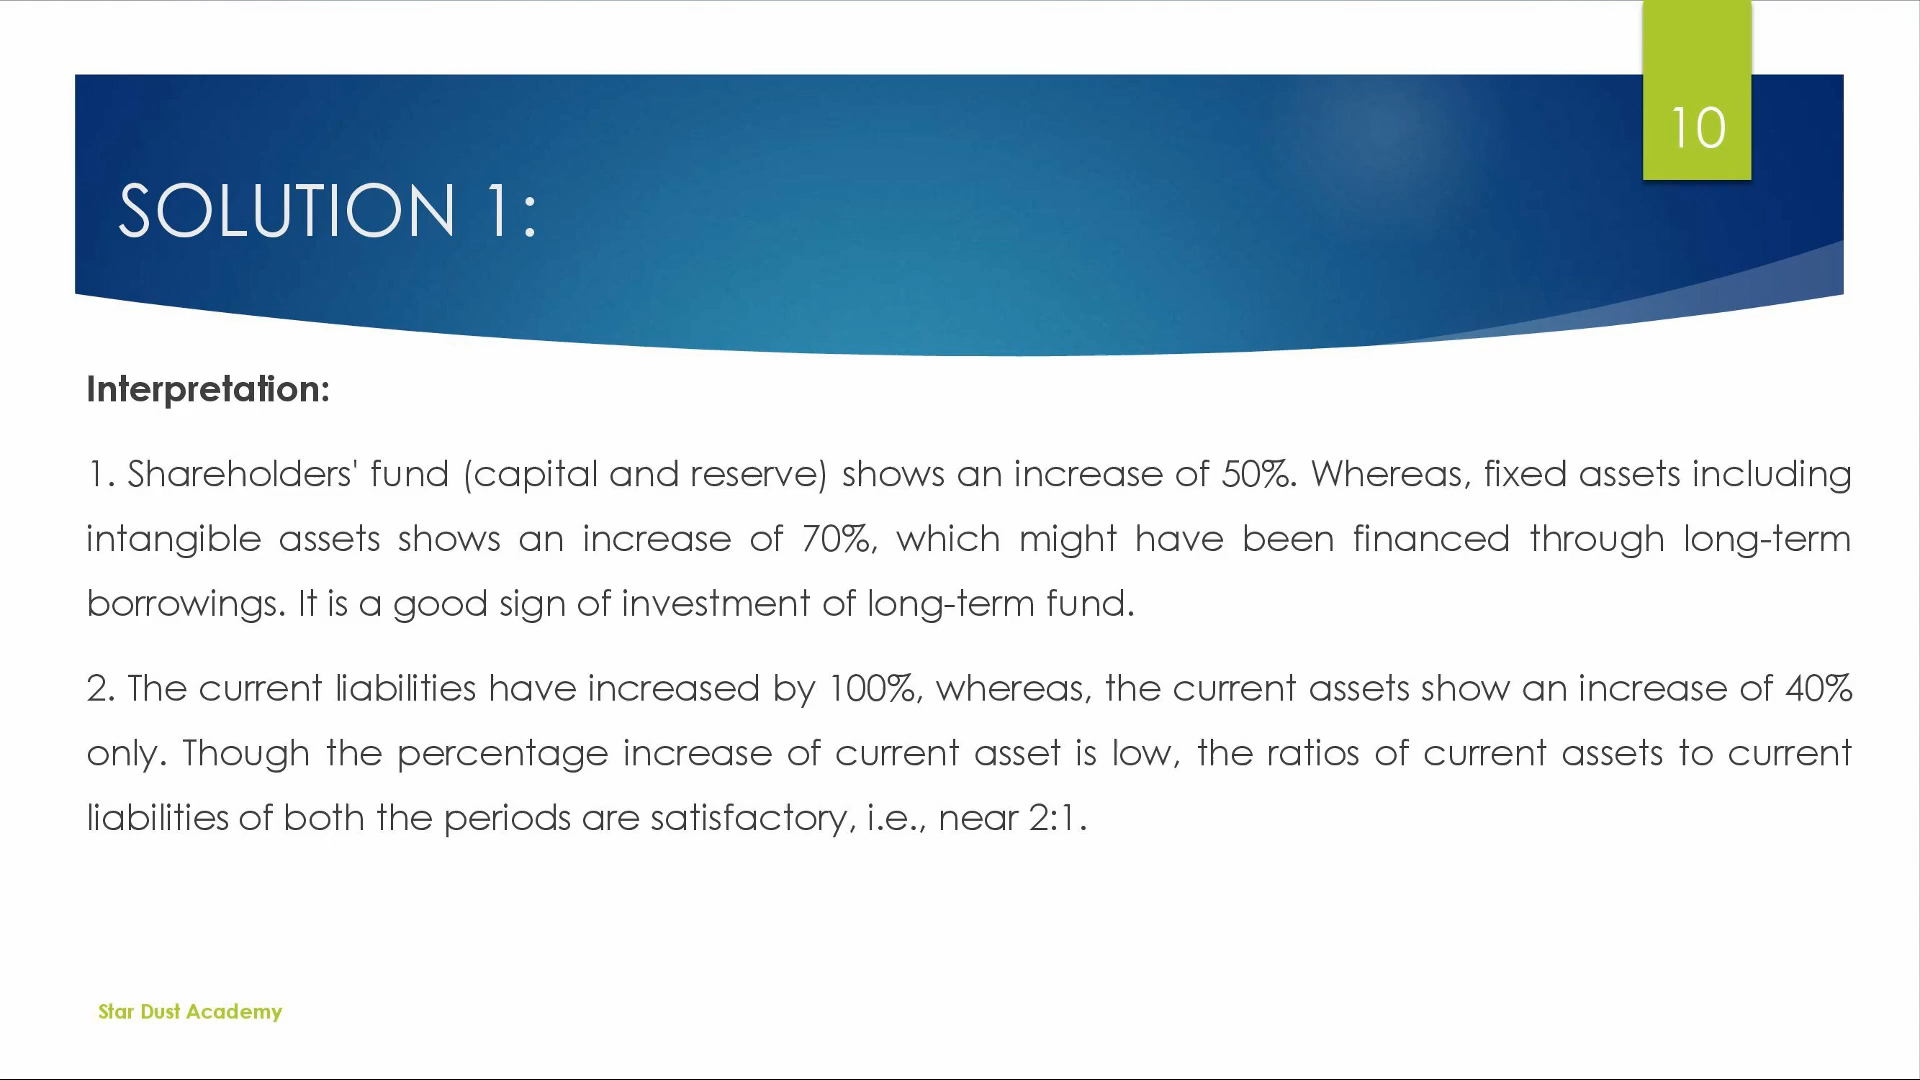 10
SOLUTION 1:
Interpretation:
1. Shareholders' fund (capital and reserve) shows an increase of 50%. Whereas, fixed assets including
intangible assets shows an increase of 70%, which might have been financed through long-term
borrowings. It is a good sign of investment of long-term fund.
2. The current liabilities have increased by 100%, whereas, the current assets show an increase of 40%
only. Though the percentage increase of current asset is low, the ratios of current assets to current
liabilities of both the periods are satisfactory, i.e., near 2:1.
Star Dust Academy